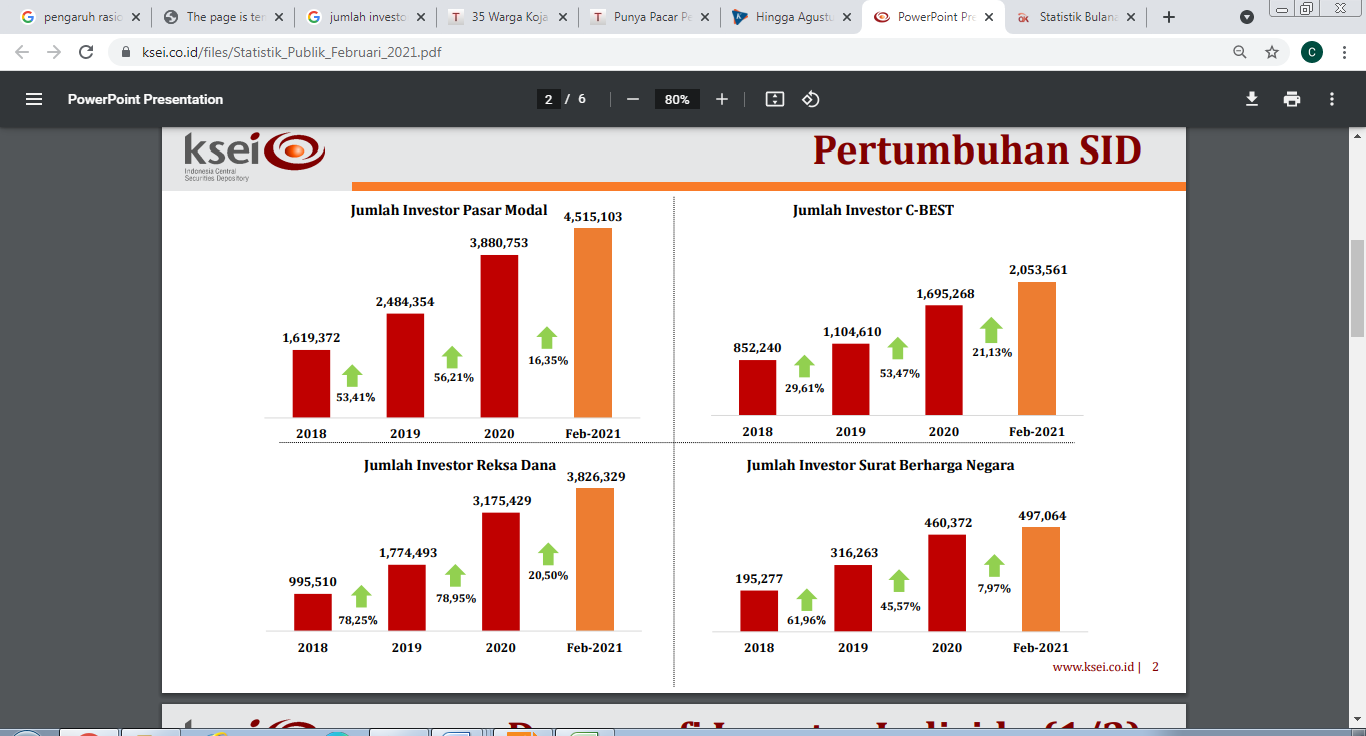 pengaruh rasio
The page is ter
jumlah investo
35 Warga Koja
Punya Pacar Pe
Hingga Agustu
PowerPoint Pre
Statistik Bulana
ksei.co.id/files/Statistik_Publik_Februari_2021.pdf
C
PowerPoint Presentation
2 / 6
80%
ksei
Indonesia Central
Securities Depository
Pertumbuhan SID
Jumlah Investor Pasar Modal
4,515,103
3,880,753
2,484,354
1,619,372
53,41%
56,21%
16,35%
2018 2019 2020 Feb-2021
Jumlah Investor C-BEST
2,053,561
1,695,268
1,104,610
852,240
29,61%
53,47%
21,13%
2018 2019 2020 Feb-2021
Jumlah Investor Reksa Dana
3,826,329
3,175,429
1,774,493
995,510
78,25%
78,95%
20,50%
2018 2019 2020 Feb-2021
Jumlah Investor Surat Berharga Negara
497,064
460,372
316,263
195,277
61,96%
45,57%
7,97%
2018 2019 2020 Feb-2021
www.ksei.co.id | 2